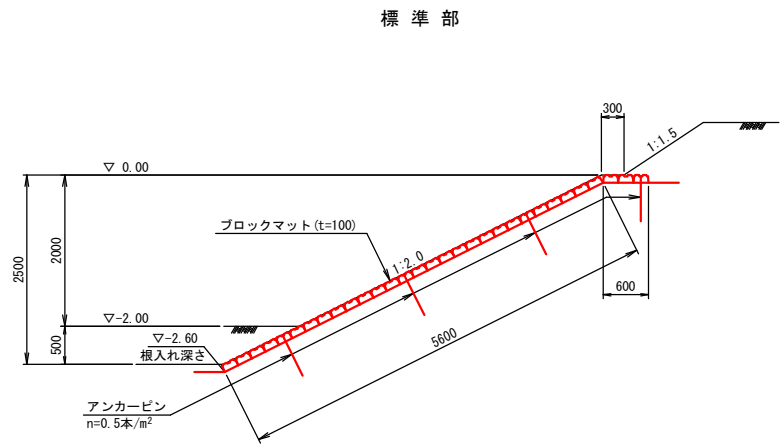 標 準 部
300
1:1.5
▽ 0.00
ブロックマット(t=100)
1:2.0
2500
2000
600
▽-2.00
5600
500
▽-2.60
根入れ深さ
アンカーピン
n=0.5本/m²